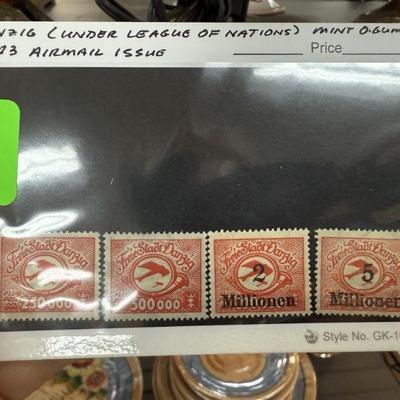 NZIG (UNDER LEAGUE OF NATIONS) MINT O.GUM
23 AIRMAIL ISSUE
Price
Freie Stadt Danzig Freie Stadt Danzig Freie Stadt Danzig Freie Stadt Danzig
2 5
250000 500000 Millionen Millionen
Style No. GK-1